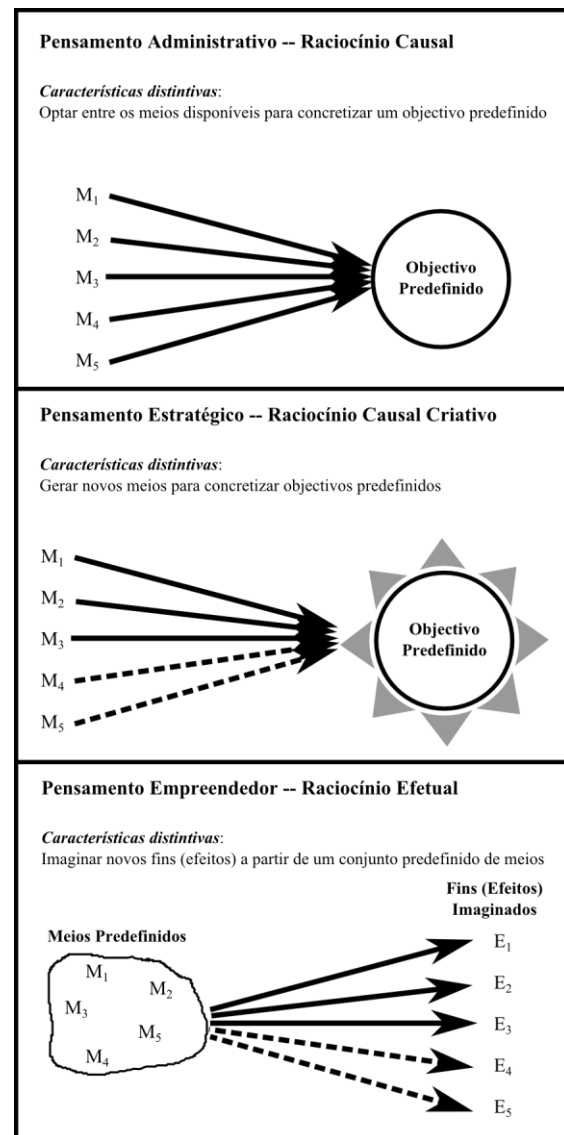 Pensamento Administrativo -- Raciocínio Causal
Características distintivas:
Optar entre os meios disponíveis para concretizar um objectivo predefinido
M₁
M₂
M₃
M₄
M₅
Objectivo
Predefinido
Pensamento Estratégico -- Raciocínio Causal Criativo
Características distintivas:
Gerar novos meios para concretizar objectivos predefinidos
M₁
M₂
M₃
M₄
M₅
Objectivo
Predefinido
Pensamento Empreendedor -- Raciocínio Efetual
Características distintivas:
Imaginar novos fins (efeitos) a partir de um conjunto predefinido de meios
Meios Predefinidos
M₁
M₂
M₃
M₅
M₄
Fins (Efeitos)
Imaginados
E₁
E₂
E₃
E₄
E₅